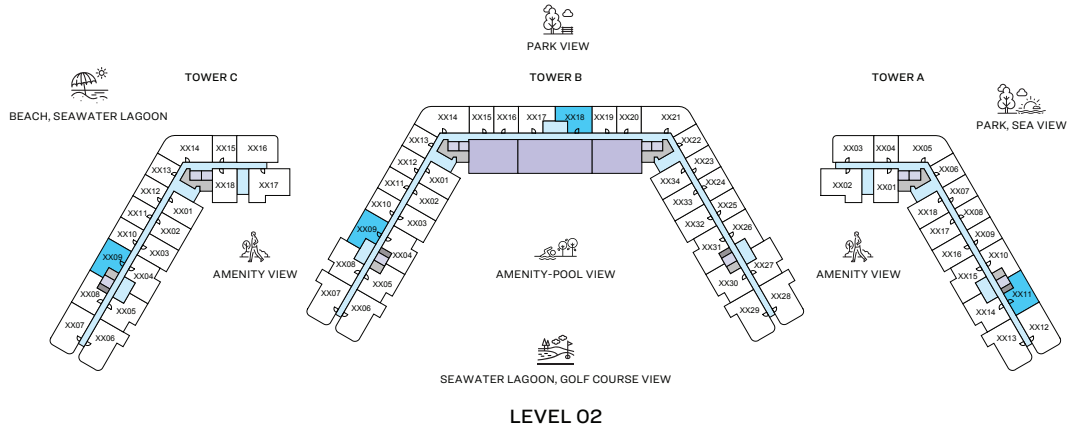 PARK VIEW
TOWER C
TOWER B
TOWER A
BEACH, SEAWATER LAGOON
PARK, SEA VIEW
XX14
XX15
XX16
XX13
XX12
XX11
XX10
XX09
XX08
XX07
XX06
XX05
XX04
XX03
XX02
XX01
XX18
XX17
AMENITY VIEW
XX14
XX15
XX16
XX17
XX18
XX19
XX20
XX21
XX13
XX12
XX11
XX10
XX09
XX08
XX07
XX06
XX05
XX04
XX03
XX02
XX01
XX22
XX23
XX24
XX25
XX26
XX27
XX28
XX29
XX30
XX31
XX32
XX33
XX34
AMENITY-POOL VIEW
XX03
XX04
XX05
XX02
XX01
XX06
XX07
XX08
XX09
XX10
XX11
XX12
XX13
XX14
XX15
XX16
XX17
XX18
AMENITY VIEW
SEAWATER LAGOON, GOLF COURSE VIEW
LEVEL 02